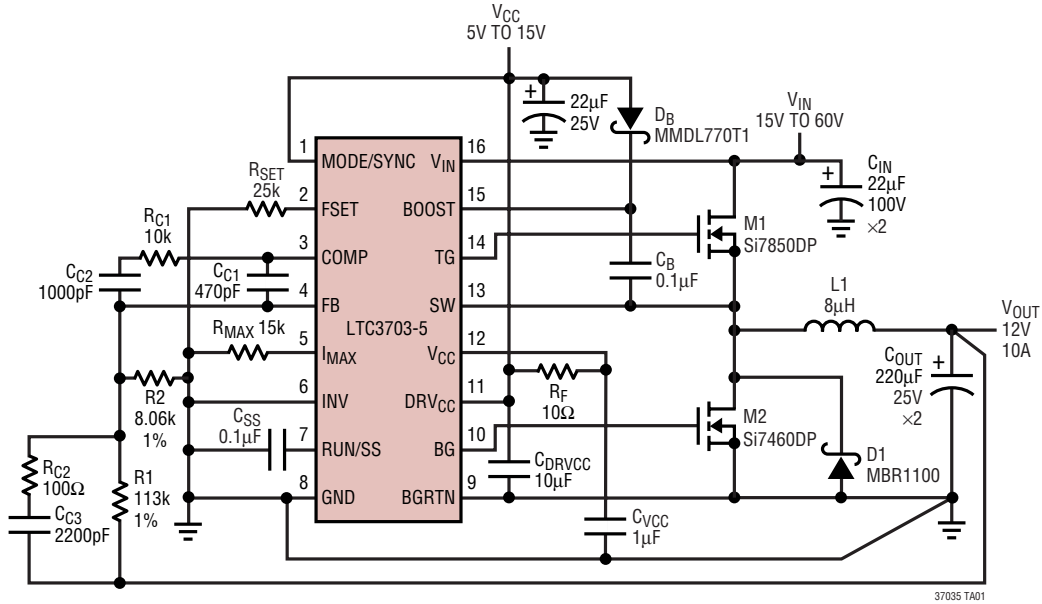 VCC
5V TO 15V
+
22µF
25V
DB
MMDL770T1
VIN
15V TO 60V
+
CIN
22µF
100V
×2
RSET
25k
RC1
10k
CC2
1000pF
CC1
470pF
RMAX 15k
R2
8.06k
1%
CSS
0.1µF
RC2
100Ω
CC3
2200pF
R1
113k
1%
1
2
3
4
5
6
7
8
MODE/SYNC
FSET
COMP
FB
IMAX
INV
RUN/SS
GND
LTC3703-5
VIN
BOOST
TG
SW
VCC
DRVCC
BG
BGRTN
16
15
14
13
12
11
10
9
M1
Si7850DP
CB
0.1µF
L1
8µH
VOUT
12V
10A
COUT
220µF
25V
×2
+
RF
10Ω
M2
Si7460DP
D1
MBR1100
CDRVCC
10µF
CVCC
1µF
37035 TA01